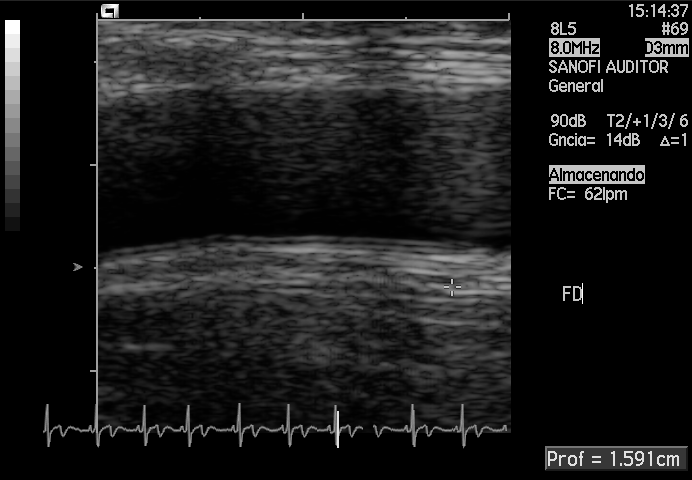 15:14:37
8L5 #69
8.0MHz D3mm
SANOFI AUDITOR
General
90dB T2/+1/3/ 6
Gncia= 14dB Δ=1
Almacenando
FC= 62lpm
FD
Prof = 1.591cm